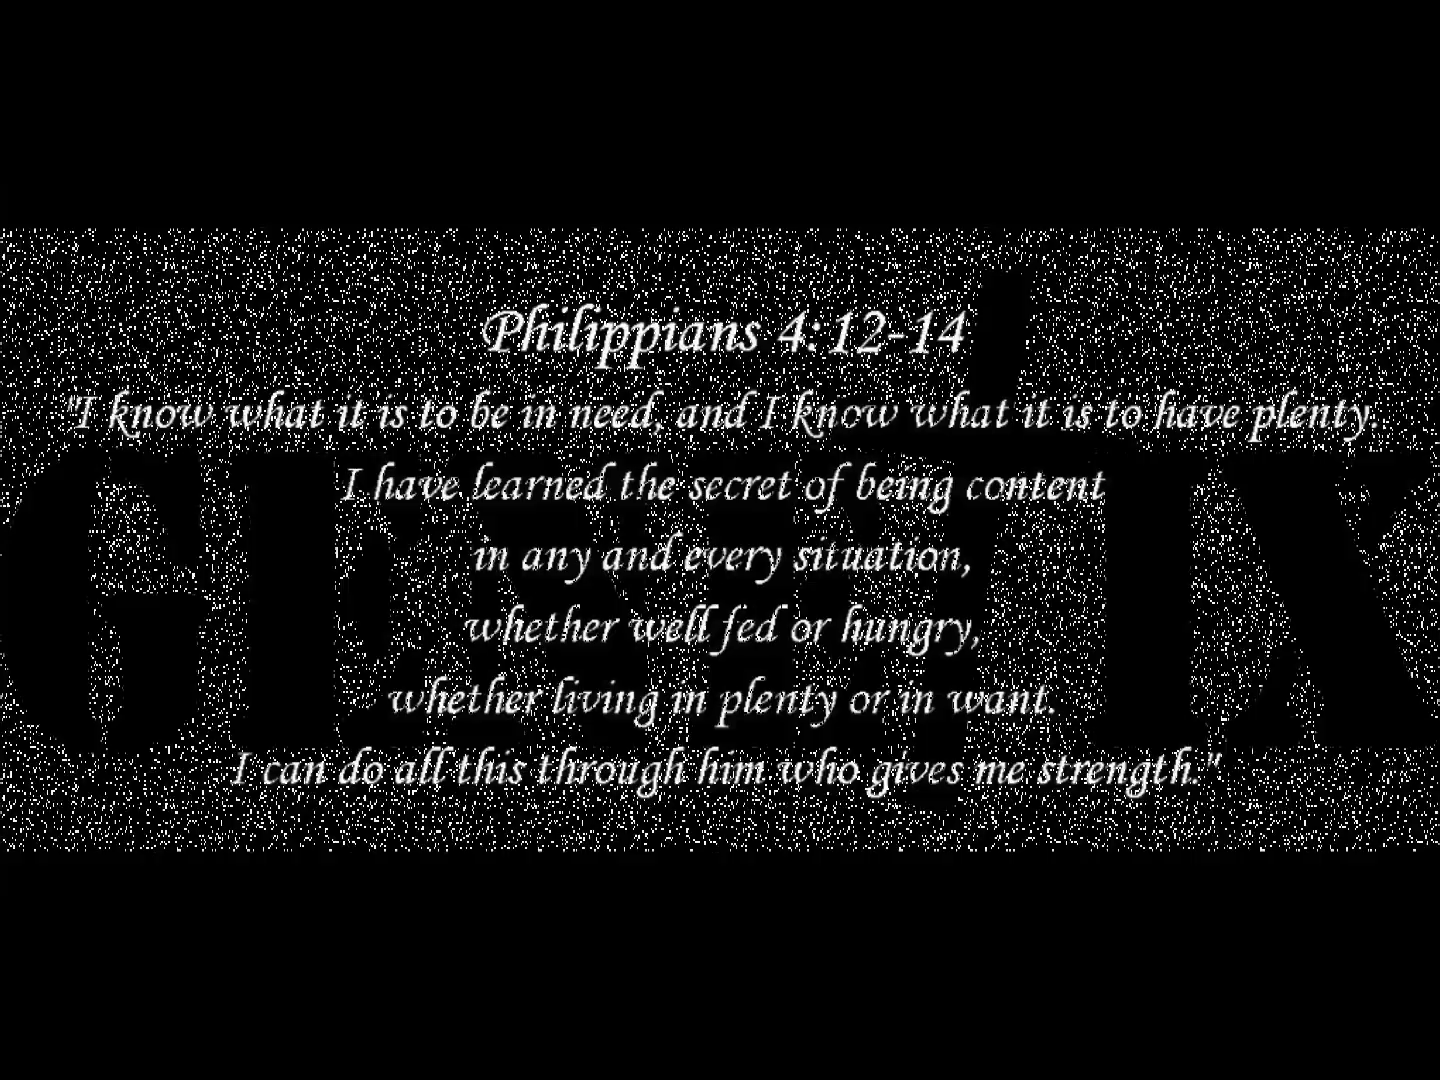 Philippians 4:12-14
"I know what it is to be in need, and I know what it is to have plenty.
I have learned the secret of being content
in any and every situation,
whether well fed or hungry,
whether living in plenty or in want.
I can do all this through him who gives me strength."